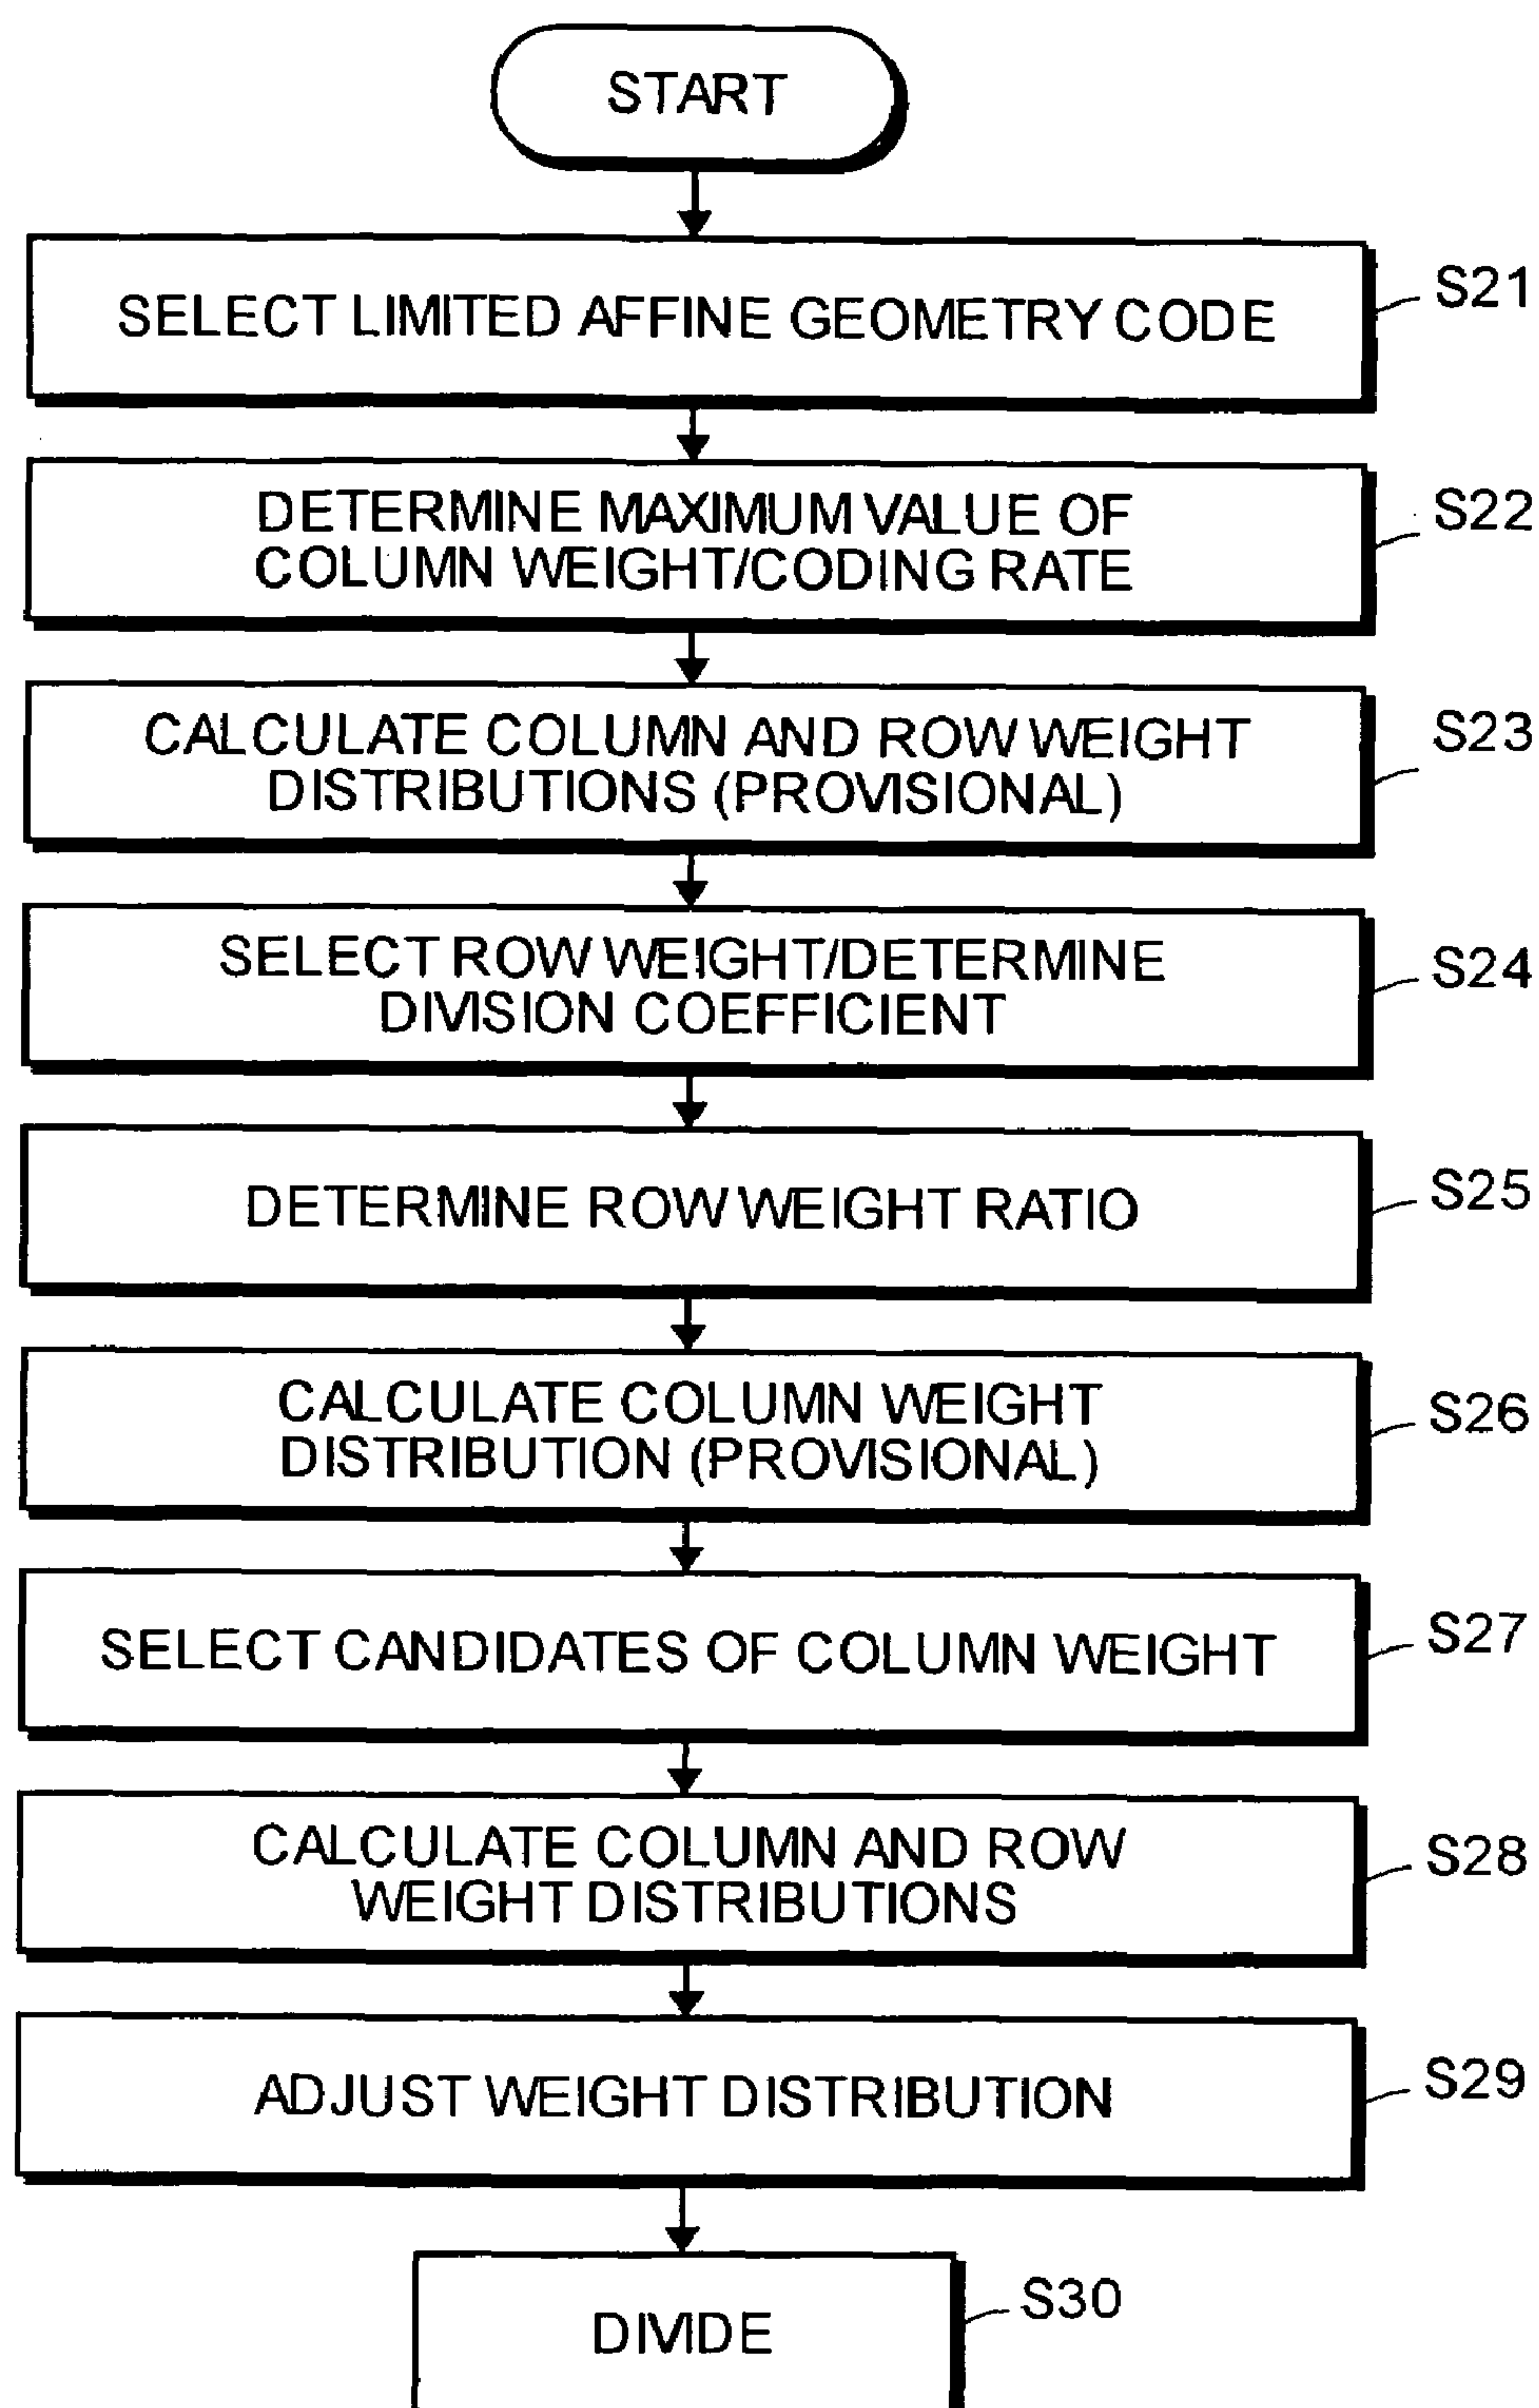 START
SELECT LIMITED AFFINE GEOMETRY CODE
S21
DETERMINE MAXIMUM VALUE OF
COLUMN WEIGHT/CODING RATE
S22
CALCULATE COLUMN AND ROW WEIGHT
DISTRIBUTIONS (PROVISIONAL)
S23
SELECT ROW WEIGHT/DETERMINE
DIVISION COEFFICIENT
S24
DETERMINE ROW WEIGHT RATIO
S25
CALCULATE COLUMN WEIGHT
DISTRIBUTION (PROVISIONAL)
S26
SELECT CANDIDATES OF COLUMN WEIGHT
S27
CALCULATE COLUMN AND ROW
WEIGHT DISTRIBUTIONS
S28
ADJUST WEIGHT DISTRIBUTION
S29
DIVIDE
S30